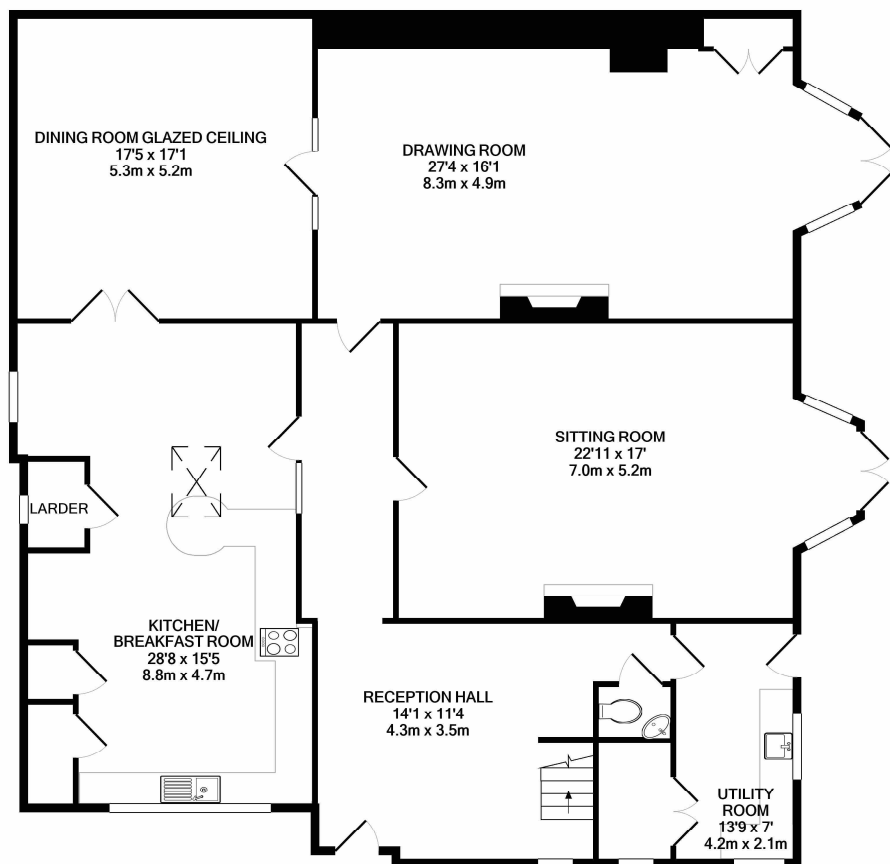 DINING ROOM GLAZED CEILING
17'5 x 17'1
5.3m x 5.2m
DRAWING ROOM
27'4 x 16'1
8.3m x 4.9m
SITTING ROOM
22'11 x 17'
7.0m x 5.2m
LARDER
KITCHEN/
BREAKFAST ROOM
28'8 x 15'5
8.8m x 4.7m
RECEPTION HALL
14'1 x 11'4
4.3m x 3.5m
UTILITY
ROOM
13'9 x 7'
4.2m x 2.1m